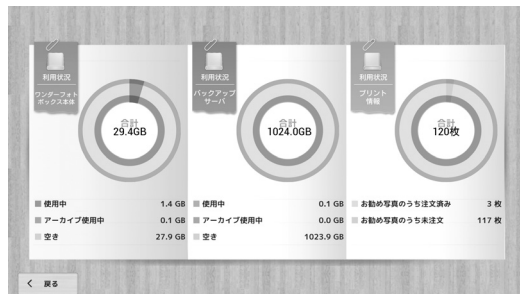 利用状況
ワンダーフォト
ボックス本体
合計
29.4GB
使用中 1.4 GB
アーカイブ使用中 0.1 GB
空き 27.9 GB
利用状況
バックアップ
サーバ
合計
1024.0GB
使用中 0.1 GB
アーカイブ使用中 0.0 GB
空き 1023.9 GB
利用状況
プリント
情報
合計
120枚
お勧め写真のうち注文済み 3 枚
お勧め写真のうち未注文 117 枚
戻る